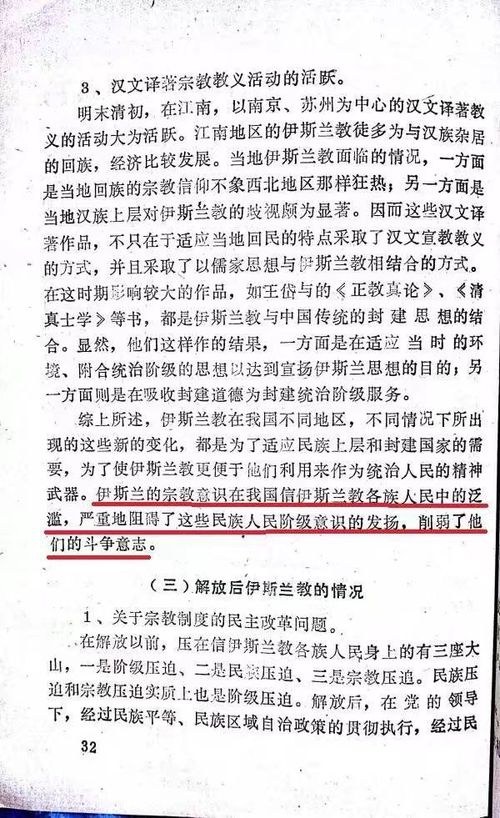 3、汉文译著宗教教义活动的活跃。
明末清初，在江南，以南京、苏州为中心的汉文译著教
义的活动大为活跃。江南地区的伊斯兰教徒多为与汉族杂居
的回族，经济比较发展。当地伊斯兰教面临的情况，一方面
是当地回族的宗教信仰不象西北地区那样狂热；另一方面是
当地汉族上层对伊斯兰教的歧视颇为显著。因而这些汉文译
著作品，不只在于适应当地回民的特点采取了汉文宣教教义
的方式，并且采取了以儒家思想与伊斯兰教相结合的方式。
在这时期影响较大的作品，如王岱与的《正教真论》、《清
真士学》等书，都是伊斯兰教与中国传统的封建思想的结
合。显然，他们这样作的结果，一方面是在适应当时的环
境、附合统治阶级的思想以达到宣扬伊斯兰思想的目的；另
一方面则是在吸收封建道德为封建统治阶级服务。
综上所述，伊斯兰教在我国不同地区，不同情况下所出
现的这些新的变化，都是为了适应民族上层和封建国家的需
要，为了使伊斯兰教更便于他们利用来作为统治人民的精神
武器。伊斯兰的宗教意识在我国信伊斯兰教各族人民中的泛
滥，严重地阻碍了这些民族人民阶级意识的发扬，削弱了他
们的斗争意志。
（三）解放后伊斯兰教的情况
1、关于宗教制度的民主改革问题。
在解放以前，压在信伊斯兰教各族人民身上的有三座大
山，一是阶级压迫、二是民族压迫、三是宗教压迫。民族压
迫和宗教压迫实质上也是阶级压迫。解放后，在党的领导
下，经过民族平等、民族区域自治政策的贯彻执行，经过民
32